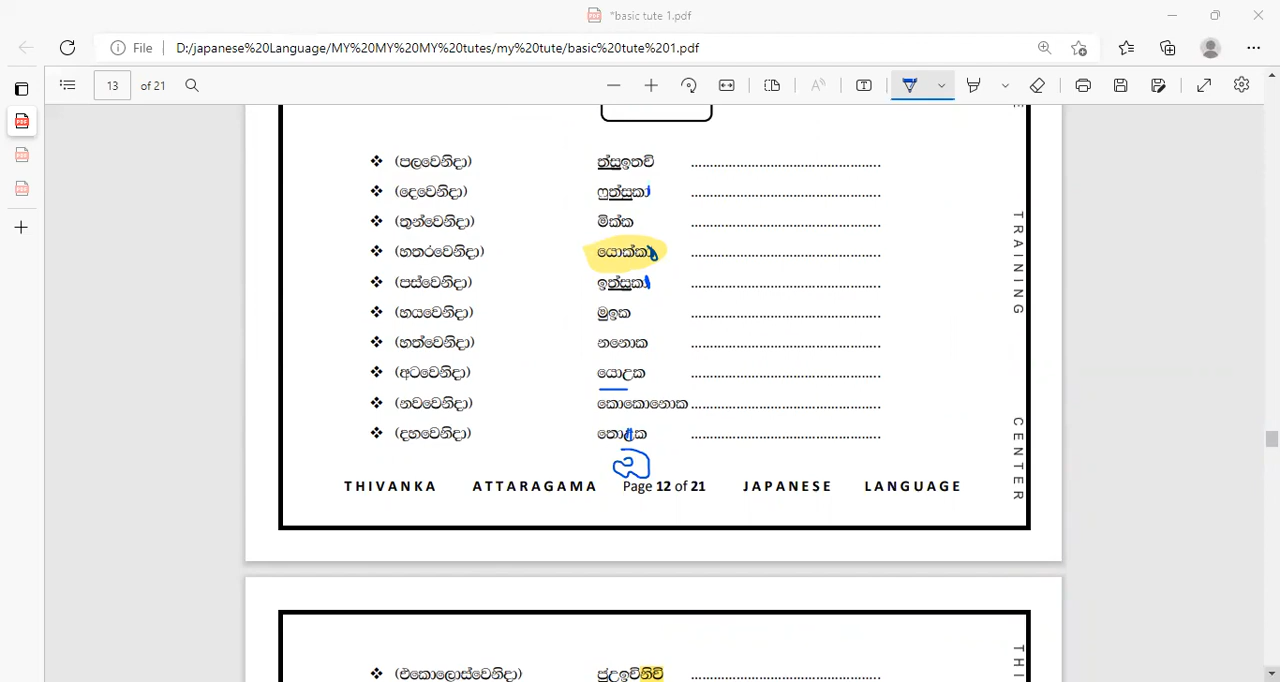 *basic tute 1.pdf
File D:/japanese%20Language/MY%20MY%20MY%20tutes/my%20tute/basic%20tute%201.pdf
13 of 21
❖ (පලවෙනිදා) ත්සුඉතචි ................................................
❖ (දෙවෙනිදා) ෆුත්සුකා ................................................
❖ (තුන්වෙනිදා) මික්ක ................................................
❖ (හතරවෙනිදා) යොක්කා ................................................
❖ (පස්වෙනිදා) ඉත්සුකා ................................................
❖ (හයවෙනිදා) මුඉක ................................................
❖ (හත්වෙනිදා) නනොක ................................................
❖ (අටවෙනිදා) යොඋක ................................................
❖ (නවවෙනිදා) කොකොනොක ................................................
❖ (දහවෙනිදා) තොක ................................................
THIVANKA ATTARAGAMA Page 12 of 21 JAPANESE LANGUAGE
TRAINING
CENTER
❖ (එකොලොස්වෙනිදා) ජුඋඉචිනිචි ................................................